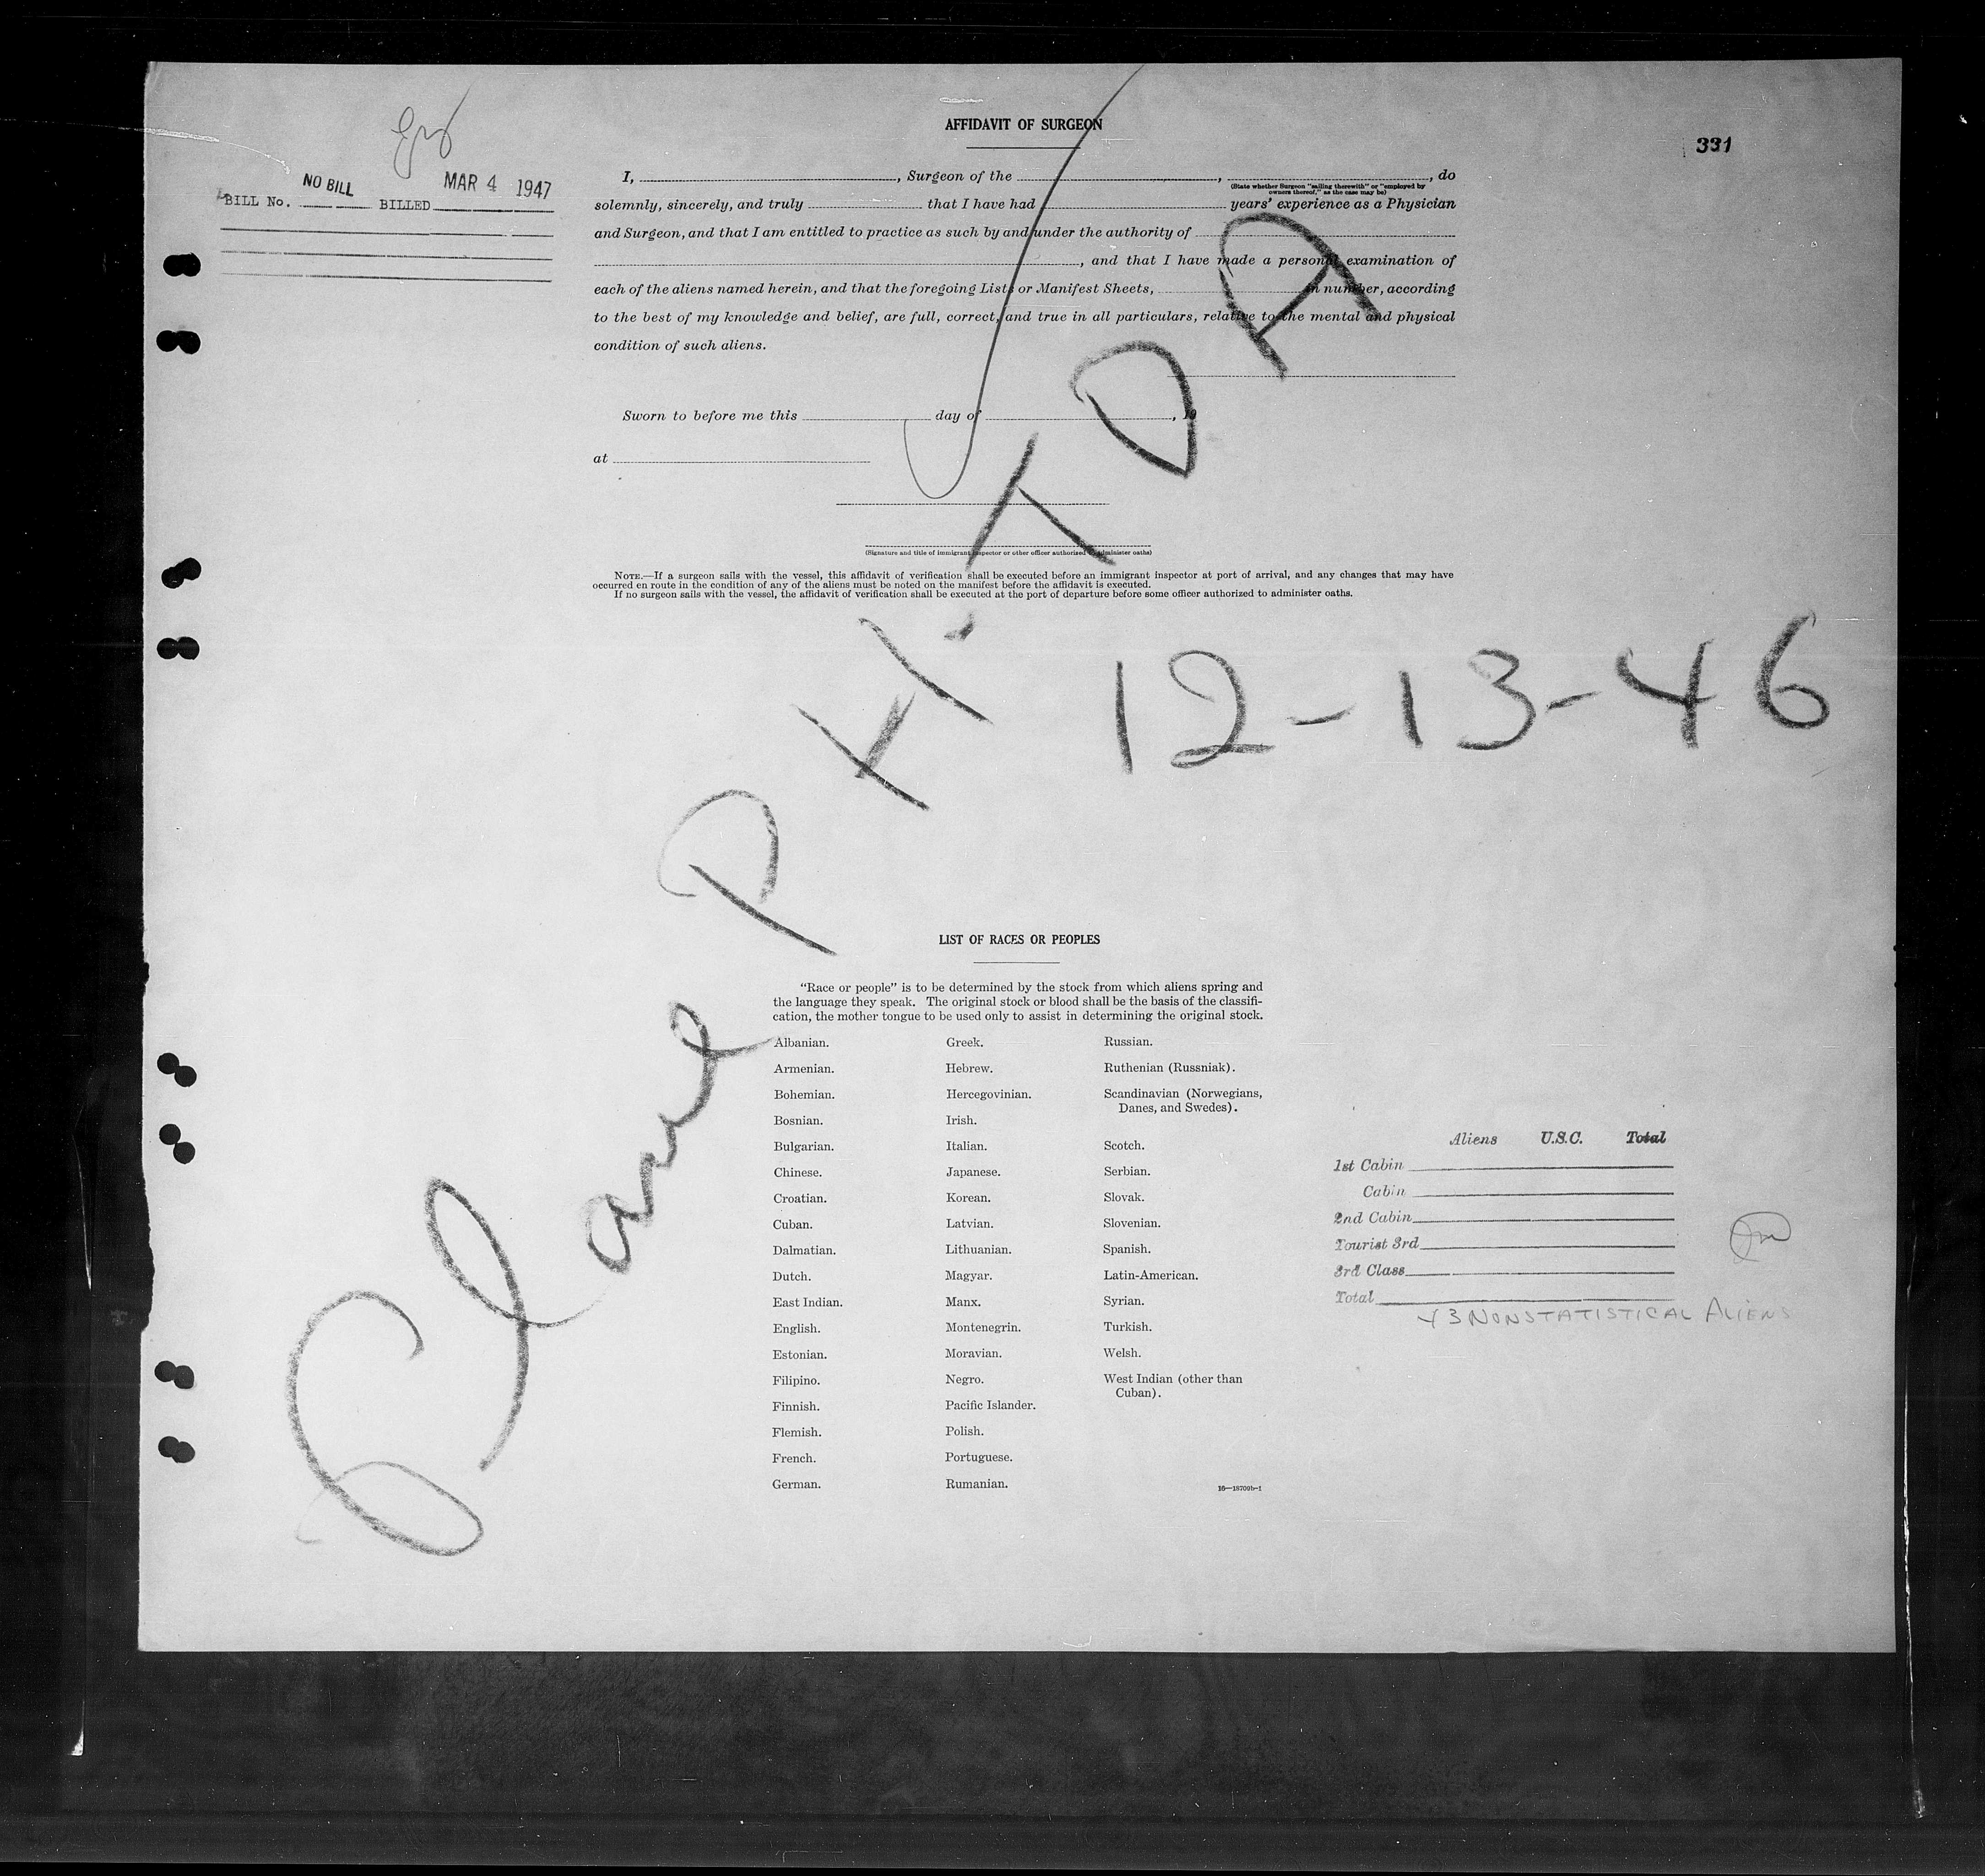 AFFIDAVIT OF SURGEON
331
NO BILL MAR 4 1947
BILL No. BILLED
I, , Surgeon of the , , do
(State whether Surgeon "sailing therewith" or "employed by owners thereof," as the case may be)
solemnly, sincerely, and truly that I have had years' experience as a Physician
and Surgeon, and that I am entitled to practice as such by and under the authority of
, and that I have made a personal examination of
each of the aliens named herein, and that the foregoing Lists or Manifest Sheets, in number, according
to the best of my knowledge and belief, are full, correct, and true in all particulars, relative to the mental and physical
condition of such aliens.
Sworn to before me this day of , 19
at
(Signature and title of immigrant inspector or other officer authorized to administer oaths)
NOTE.—If a surgeon sails with the vessel, this affidavit of verification shall be executed before an immigrant inspector at port of arrival, and any changes that may have
occurred en route in the condition of any of the aliens must be noted on the manifest before the affidavit is executed.
If no surgeon sails with the vessel, the affidavit of verification shall be executed at the port of departure before some officer authorized to administer oaths.
Plane PH-TDA
12-13-46
LIST OF RACES OR PEOPLES
"Race or people" is to be determined by the stock from which aliens spring and
the language they speak. The original stock or blood shall be the basis of the classifi-
cation, the mother tongue to be used only to assist in determining the original stock.
Albanian.
Armenian.
Bohemian.
Bosnian.
Bulgarian.
Chinese.
Croatian.
Cuban.
Dalmatian.
Dutch.
East Indian.
English.
Estonian.
Filipino.
Finnish.
Flemish.
French.
German.
Greek.
Hebrew.
Hercegovinian.
Irish.
Italian.
Japanese.
Korean.
Latvian.
Lithuanian.
Magyar.
Manx.
Montenegrin.
Moravian.
Negro.
Pacific Islander.
Polish.
Portuguese.
Rumanian.
Russian.
Ruthenian (Russniak).
Scandinavian (Norwegians,
Danes, and Swedes).
Scotch.
Serbian.
Slovak.
Slovenian.
Spanish.
Latin-American.
Syrian.
Turkish.
Welsh.
West Indian (other than
Cuban).
16—18709b-1
Aliens U.S.C. Total
1st Cabin
Cabin
2nd Cabin
Tourist 3rd
3rd Class
Total
43 NONSTATISTICAL ALIENS